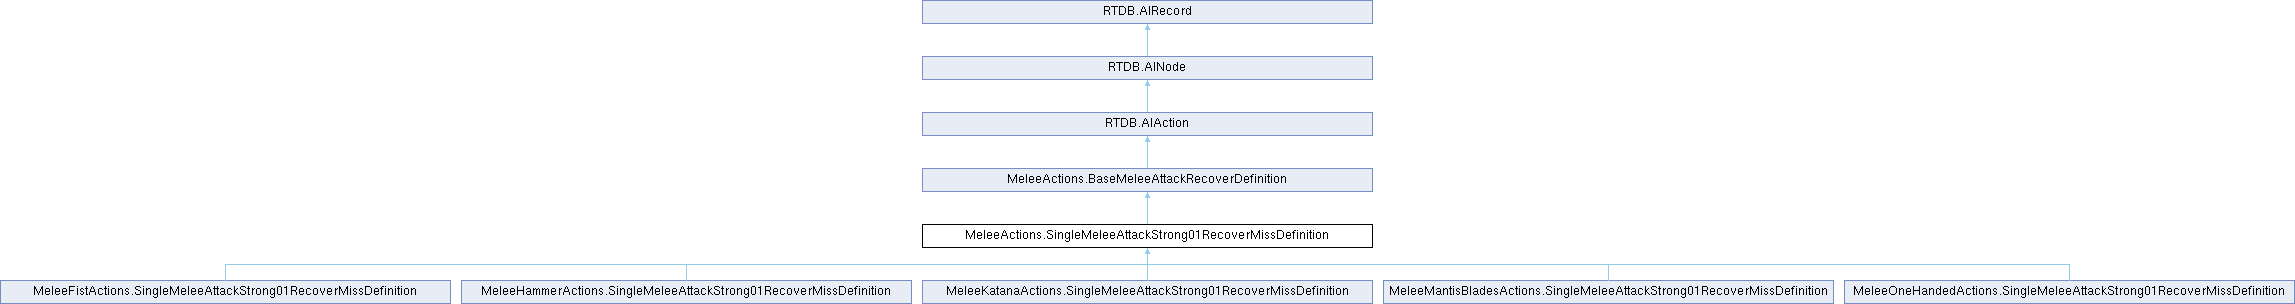 RTDB.AIRecord
RTDB.AINode
RTDB.AIAction
MeleeActions.BaseMeleeAttackRecoverDefinition
MeleeActions.SingleMeleeAttackStrong01RecoverMissDefinition
MeleeFistActions.SingleMeleeAttackStrong01RecoverMissDefinition
MeleeHammerActions.SingleMeleeAttackStrong01RecoverMissDefinition
MeleeKatanaActions.SingleMeleeAttackStrong01RecoverMissDefinition
MeleeMantisBladesActions.SingleMeleeAttackStrong01RecoverMissDefinition
MeleeOneHandedActions.SingleMeleeAttackStrong01RecoverMissDefinition